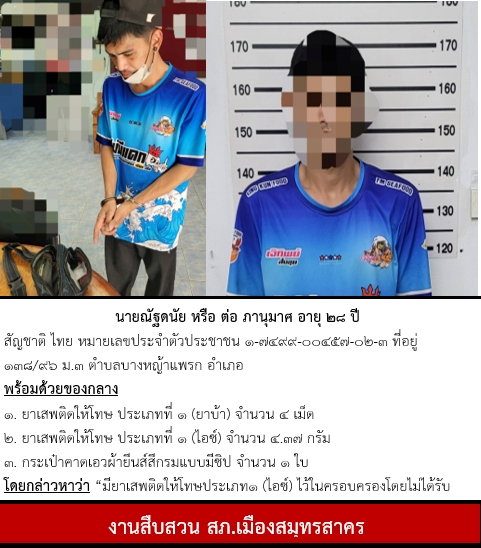 170
160
150
140
130
120
170
160
150
140
130
120
TW SEAFOOD
KING KUN FOOD
TW SEAFOOD
เจ๊ทิพย์
นายณัฐดนัย หรือ ต่อ ภานุมาศ อายุ ๒๘ ปี
สัญชาติ ไทย หมายเลขประจำตัวประชาชน ๑-๗๔๙๙-๐๐๔๕๗-๐๒-๓ ที่อยู่
๑๓๘/๙๖ ม.๓ ตำบลบางหญ้าแพรก อำเภอ
พร้อมด้วยของกลาง
๑. ยาเสพติดให้โทษ ประเภทที่ ๑ (ยาบ้า) จำนวน ๔ เม็ด
๒. ยาเสพติดให้โทษ ประเภทที่ ๑ (ไอซ์) จำนวน ๔.๓๗ กรัม
๓. กระเป๋าคาดเอวผ้ายีนส์สีกรมแบบมีซิป จำนวน ๑ ใบ
โดยกล่าวหาว่า “มียาเสพติดให้โทษประเภท๑ (ไอซ์) ไว้ในครอบครองโดยไม่ได้รับ
งานสืบสวน สภ.เมืองสมุทรสาคร